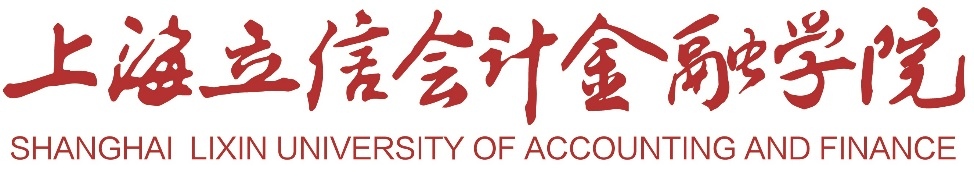 上海立信会计金融学院
SHANGHAI LIXIN UNIVERSITY OF ACCOUNTING AND FINANCE